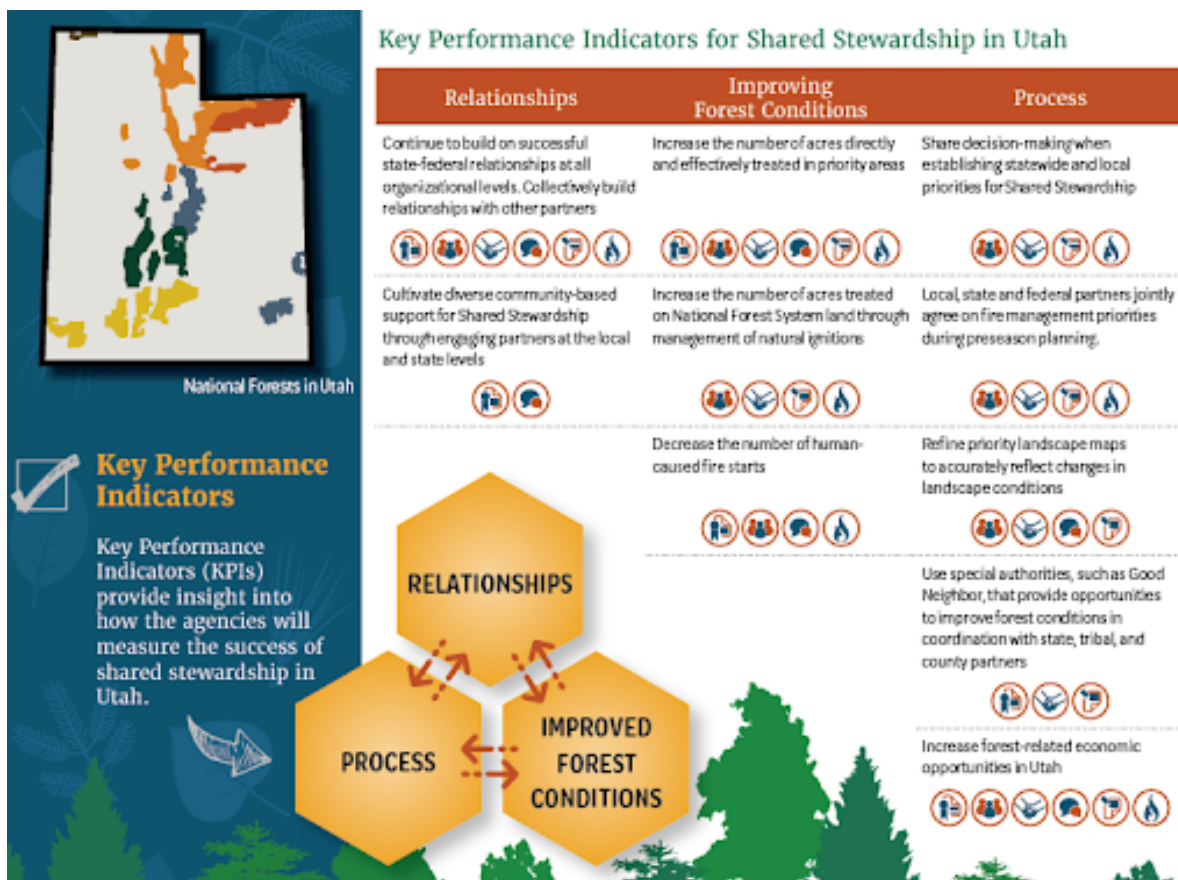 National Forests in Utah
Key Performance
Indicators
Key Performance
Indicators (KPIs)
provide insight into
how the agencies will
measure the success of
shared stewardship in
Utah.
Key Performance Indicators for Shared Stewardship in Utah
Relationships
Continue to build on successful
state-federal relationships at all
organizational levels. Collectively build
relationships with other partners
Cultivate diverse community-based
support for Shared Stewardship
through engaging partners at the local
and state levels
Improving
Forest Conditions
Increase the number of acres directly
and effectively treated in priority areas
Increase the number of acres treated
on National Forest System land through
management of natural ignitions
Decrease the number of human-
caused fire starts
Process
Share decision-making when
establishing statewide and local
priorities for Shared Stewardship
Local, state and federal partners jointly
agree on fire management priorities
during preseason planning.
Refine priority landscape maps
to accurately reflect changes in
landscape conditions
Use special authorities, such as Good
Neighbor, that provide opportunities
to improve forest conditions in
coordination with state, tribal, and
county partners
Increase forest-related economic
opportunities in Utah
RELATIONSHIPS
PROCESS
IMPROVED
FOREST
CONDITIONS